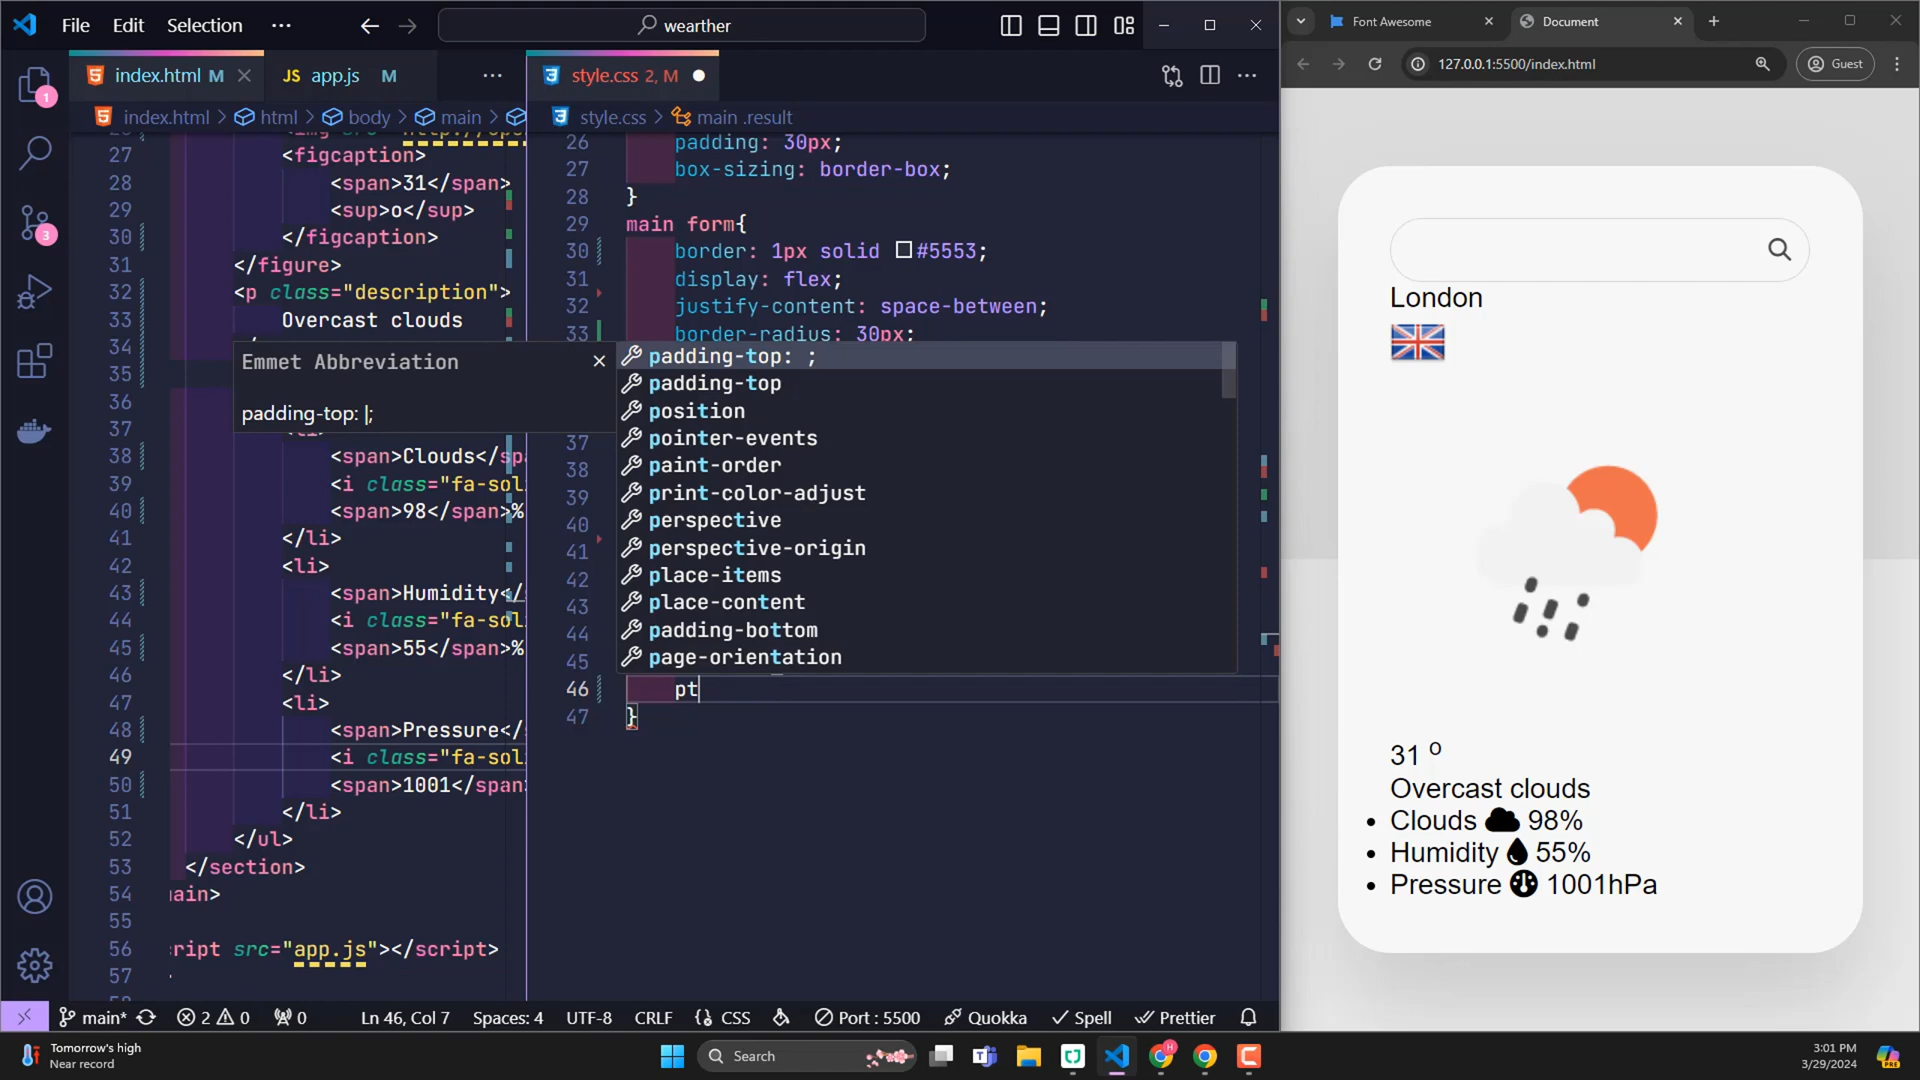 File Edit Selection ··· wearther
index.html M app.js M ···
index.html > html > body > main >
27 <figcaption>
28 <span>31</span>
29 <sup>o</sup>
30 </figcaption>
31 </figure>
32 <p class="description">
33 Overcast clouds
34
35
36
37
38 <span>Clouds</spa
39 <i class="fa-sol
40 <span>98</span>%
41 </li>
42 <li>
43 <span>Humidity</
44 <i class="fa-sol
45 <span>55</span>%
46 </li>
47 <li>
48 <span>Pressure</
49 <i class="fa-sol
50 <span>1001</span>
51 </li>
52 </ul>
53 </section>
54 ain>
55
56 ript src="app.js"></script>
57
Emmet Abbreviation
padding-top: |;
style.css 2, M
style.css > main .result
26 padding: 30px;
27 box-sizing: border-box;
28 }
29 main form{
30 border: 1px solid #5553;
31 display: flex;
32 justify-content: space-between;
33 border-radius: 30px;
padding-top: ;
padding-top
position
pointer-events
paint-order
print-color-adjust
perspective
perspective-origin
place-items
place-content
padding-bottom
page-orientation
37
38
39
40
41
42
43
44
45
46 pt
47 }
main* 2 0 0 Ln 46, Col 7 Spaces: 4 UTF-8 CRLF CSS Port : 5500 Quokka Spell Prettier
Font Awesome Document
127.0.0.1:5500/index.html Guest
London
31 o
Overcast clouds
• Clouds 98%
• Humidity 55%
• Pressure 1001hPa
1
3
Tomorrow's high
Near record
Search
3:01 PM
3/29/2024